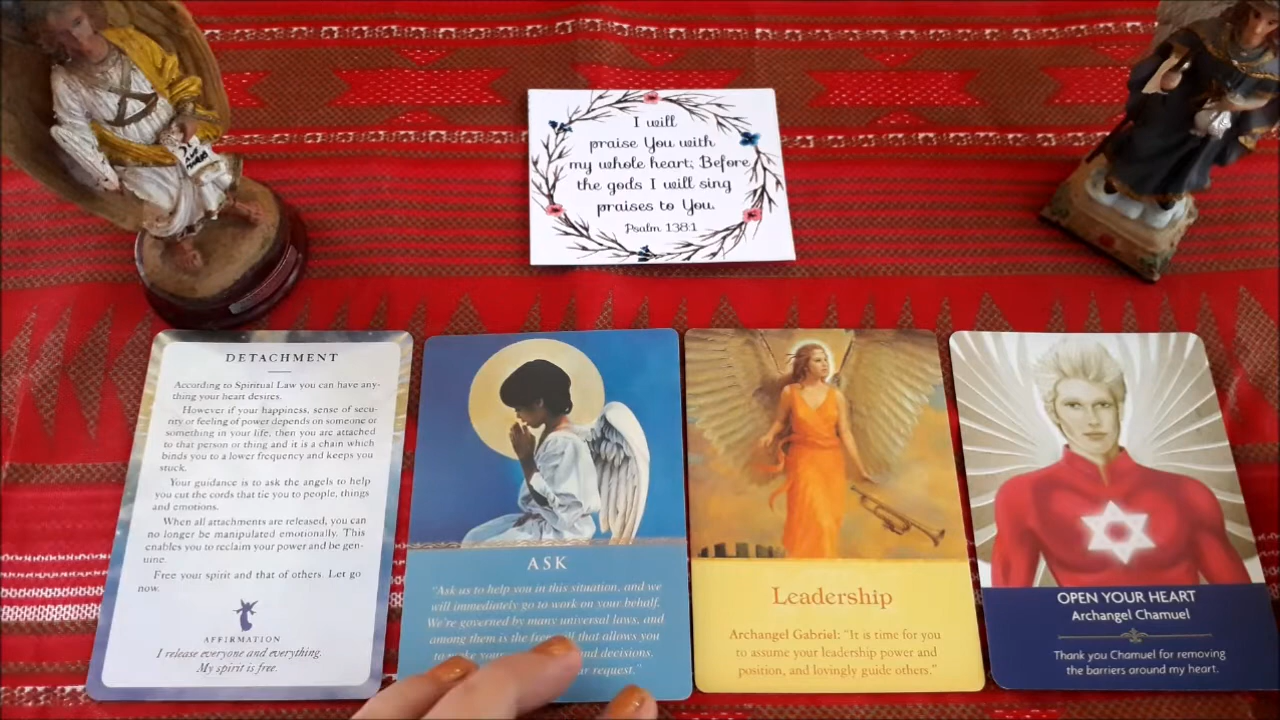 I will
praise You with
my whole heart; Before
the gods I will sing
praises to You.
Psalm 138:1
DETACHMENT
According to Spiritual Law you can have any-
thing your heart desires.
However if your happiness, sense of secu-
rity or feeling of power depends on someone or
something in your life, then you are attached
to that person or thing and it is a chain which
binds you to a lower frequency and keeps you
stuck.
Your guidance is to ask the angels to help
you cut the cords that tie you to people, things
and emotions.
When all attachments are released, you can
no longer be manipulated emotionally. This
enables you to reclaim your power and be gen-
uine.
Free your spirit and that of others. Let go
now.
AFFIRMATION
I release everyone and everything.
My spirit is free.
ASK
"Ask us to help you in this situation, and we
will immediately go to work on your behalf.
We're governed by many universal laws, and
among them is the that allows you
to make your decisions,
request."
Leadership
Archangel Gabriel: "It is time for you
to assume your leadership power and
position, and lovingly guide others."
OPEN YOUR HEART
Archangel Chamuel
Thank you Chamuel for removing
the barriers around my heart.